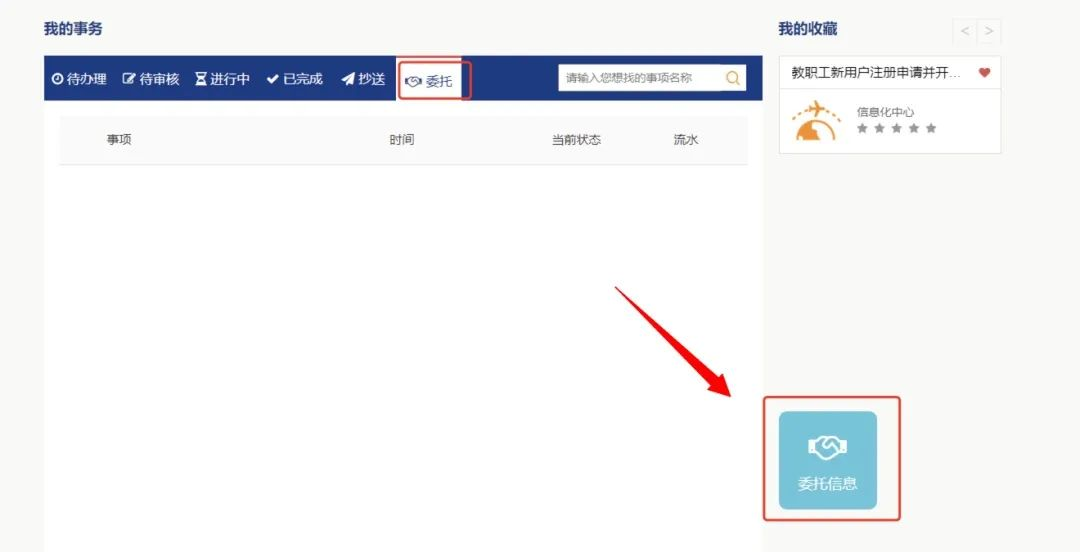 我的事务
待办理 待审核 进行中 已完成 抄送 委托 请输入您想找的事项名称
事项 时间 当前状态 流水
我的收藏 < >
教职工新用户注册申请并开...
信息化中心
委托信息